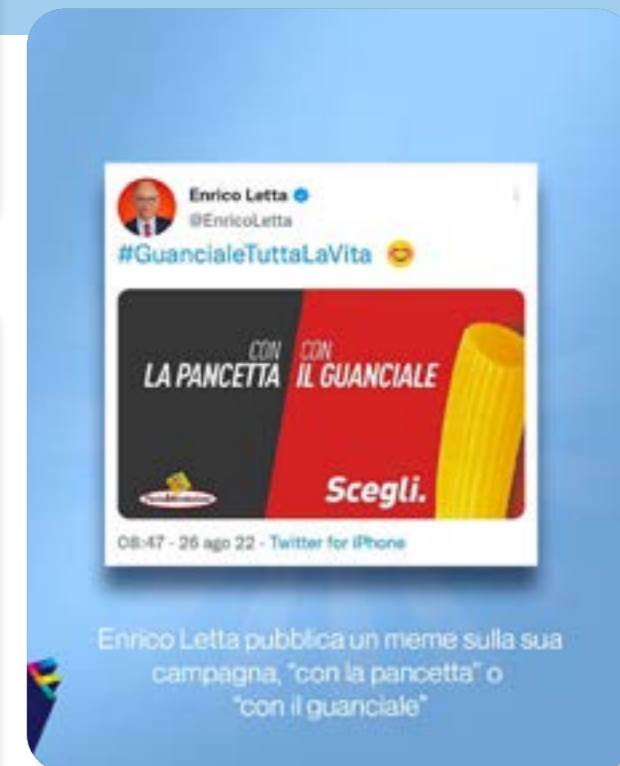 Enrico Letta
@EnricoLetta
#GuancialeTuttaLaVita 😊
CON
LA PANCETTA
CON
IL GUANCIALE
Scegli.
08:47 - 26 ago 22 - Twitter for iPhone
Enrico Letta pubblica un meme sulla sua
campagna, “con la pancetta” o
“con il guanciale”